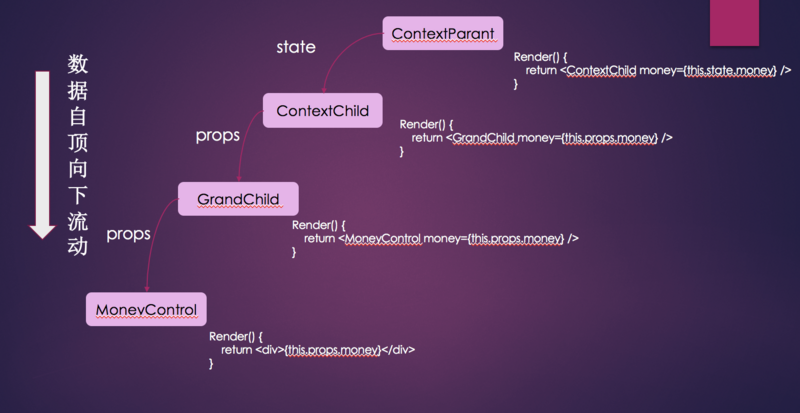 数据自顶向下流动
ContextParant
state
Render() {
return <ContextChild money={this.state.money} />
}
ContextChild
props
Render() {
return <GrandChild money={this.props.money} />
}
GrandChild
props
Render() {
return <MoneyControl money={this.props.money} />
}
MoneyControl
Render() {
return <div>{this.props.money}</div>
}